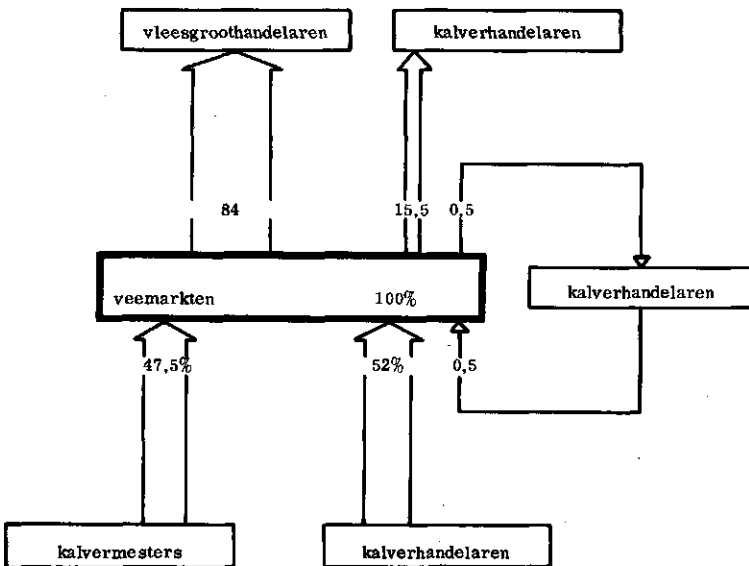 vleesgroothandelaren
kalverhandelaren
84
15,5
0,5
veemarkten 100%
kalverhandelaren
47,5%
52%
0,5
kalvermesters
kalverhandelaren